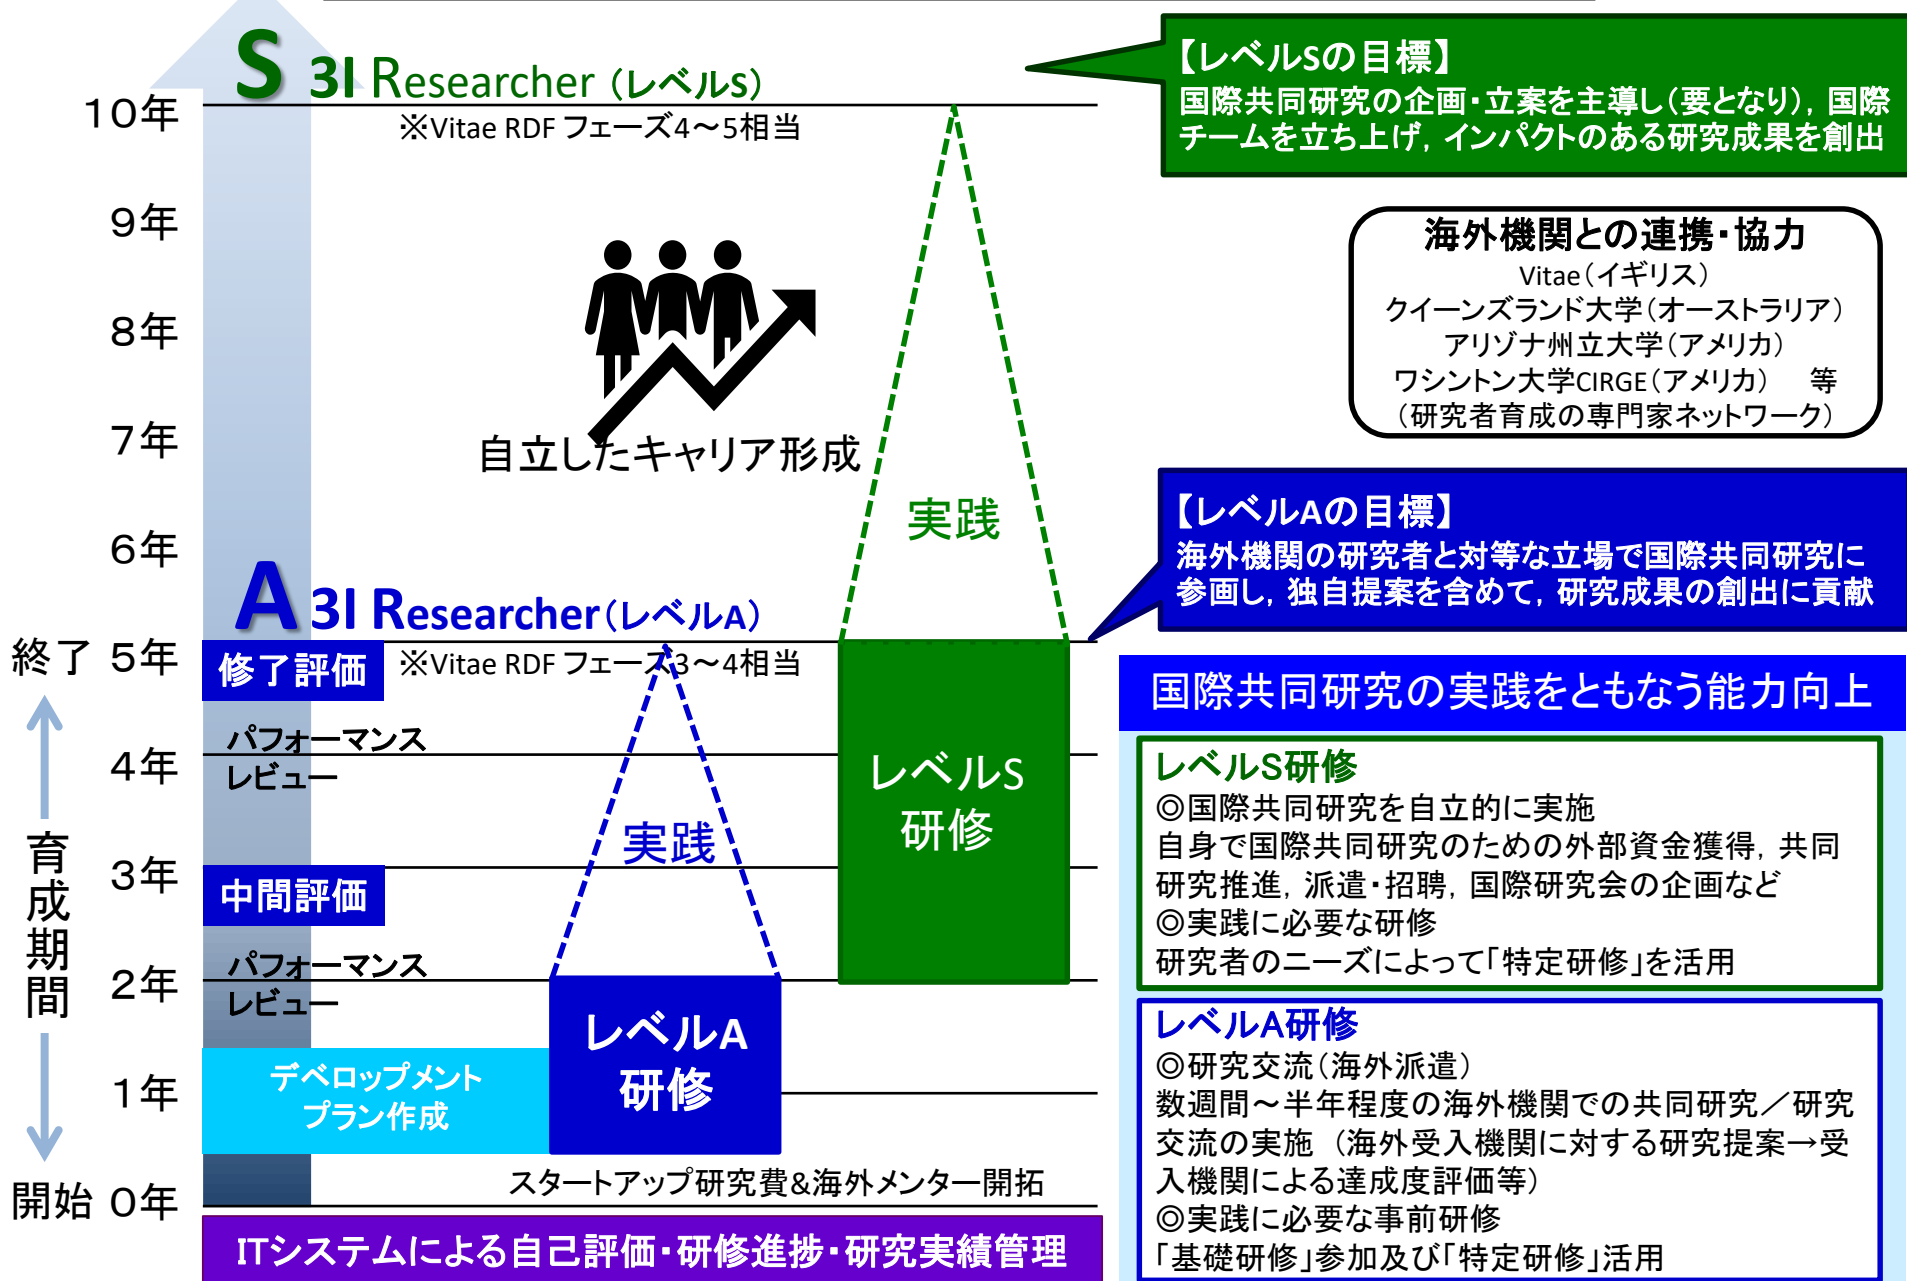 S 3I Researcher (レベルS)
※Vitae RDF フェーズ4～5相当
10年
9年
8年
7年
6年
終了 5年
4年
3年
2年
1年
開始 0年
育成期間
自立したキャリア形成
実践
A 3I Researcher(レベルA)
※Vitae RDF フェーズ3～4相当
修了評価
パフォーマンス
レビュー
中間評価
パフォーマンス
レビュー
実践
レベルS
研修
レベルA
研修
デベロップメント
プラン作成
スタートアップ研究費&海外メンター開拓
ITシステムによる自己評価・研修進捗・研究実績管理
【レベルSの目標】
国際共同研究の企画・立案を主導し(要となり), 国際
チームを立ち上げ, インパクトのある研究成果を創出
海外機関との連携・協力
Vitae(イギリス)
クイーンズランド大学(オーストラリア)
アリゾナ州立大学(アメリカ)
ワシントン大学CIRGE(アメリカ) 等
(研究者育成の専門家ネットワーク)
【レベルAの目標】
海外機関の研究者と対等な立場で国際共同研究に
参画し, 独自提案を含めて, 研究成果の創出に貢献
国際共同研究の実践をともなう能力向上
レベルS研修
◎国際共同研究を自立的に実施
自身で国際共同研究のための外部資金獲得, 共同
研究推進, 派遣・招聘, 国際研究会の企画など
◎実践に必要な研修
研究者のニーズによって「特定研修」を活用
レベルA研修
◎研究交流(海外派遣)
数週間～半年程度の海外機関での共同研究／研究
交流の実施 (海外受入機関に対する研究提案→受
入機関による達成度評価等)
◎実践に必要な事前研修
「基礎研修」参加及び「特定研修」活用